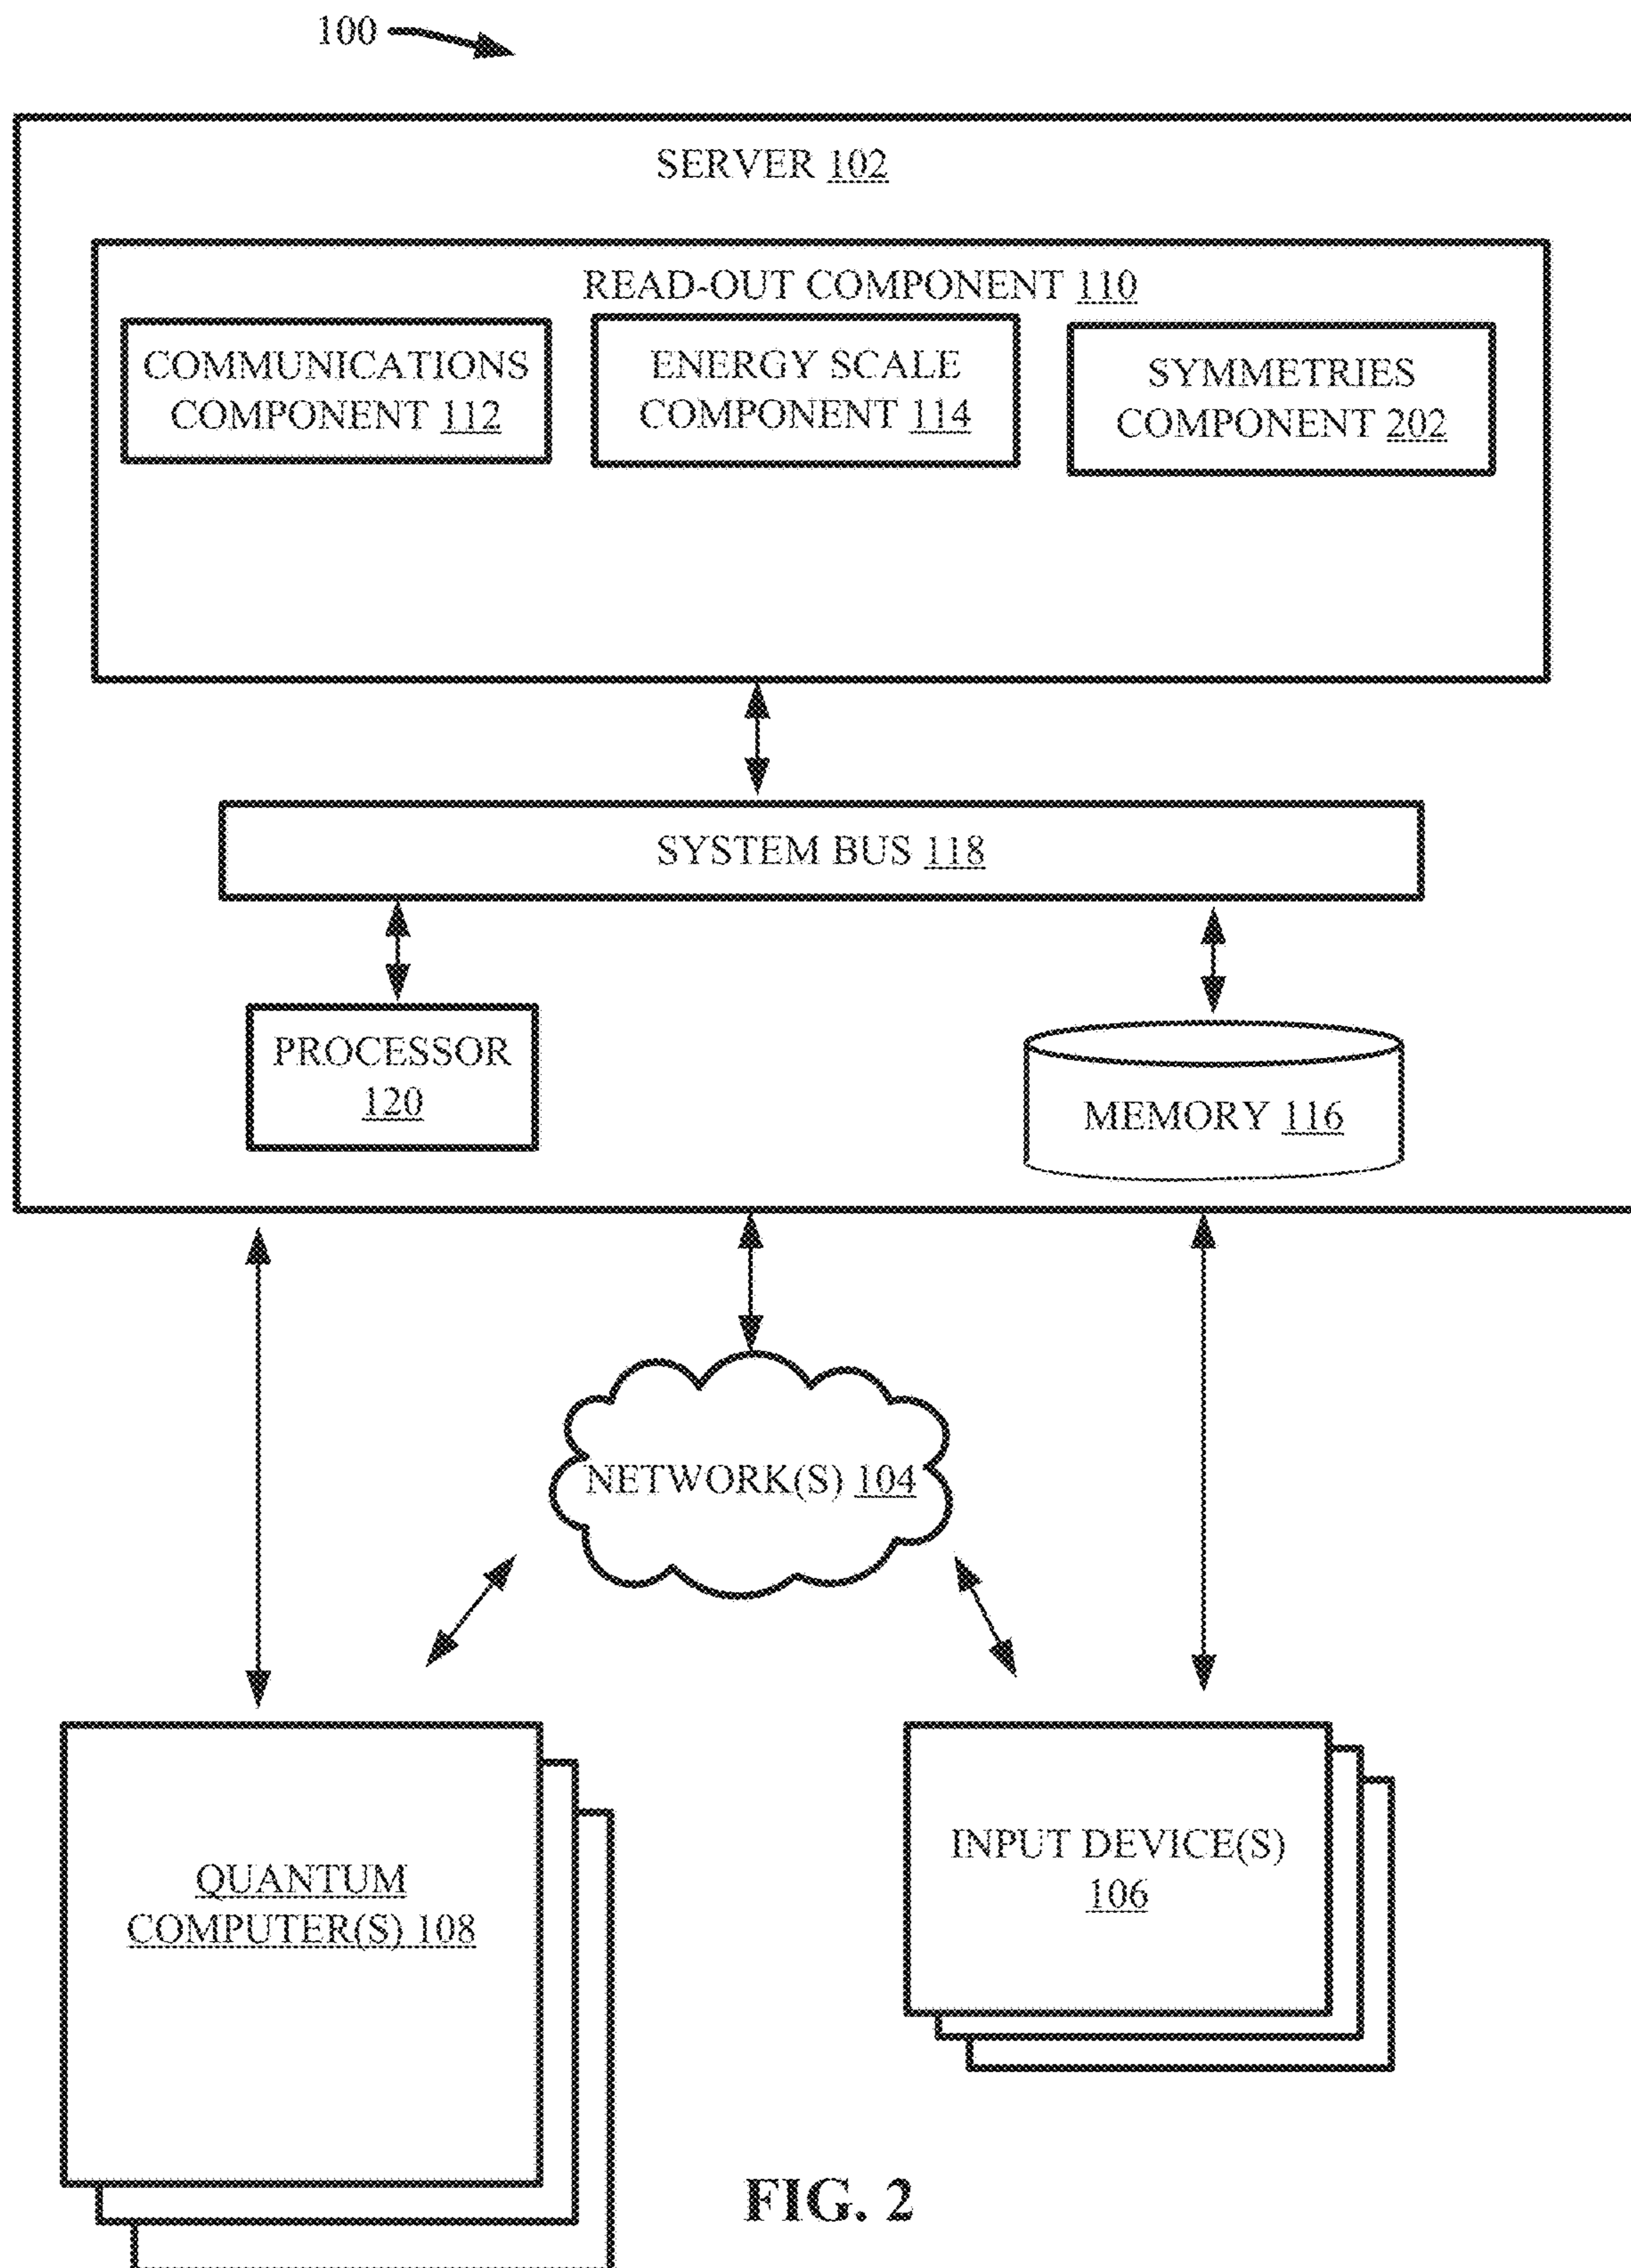 100
SERVER 102
READ-OUT COMPONENT 110
COMMUNICATIONS
COMPONENT 112
ENERGY SCALE
COMPONENT 114
SYMMETRIES
COMPONENT 202
SYSTEM BUS 118
PROCESSOR
120
MEMORY 116
NETWORK(S) 104
QUANTUM
COMPUTER(S) 108
INPUT DEVICE(S)
106
FIG. 2